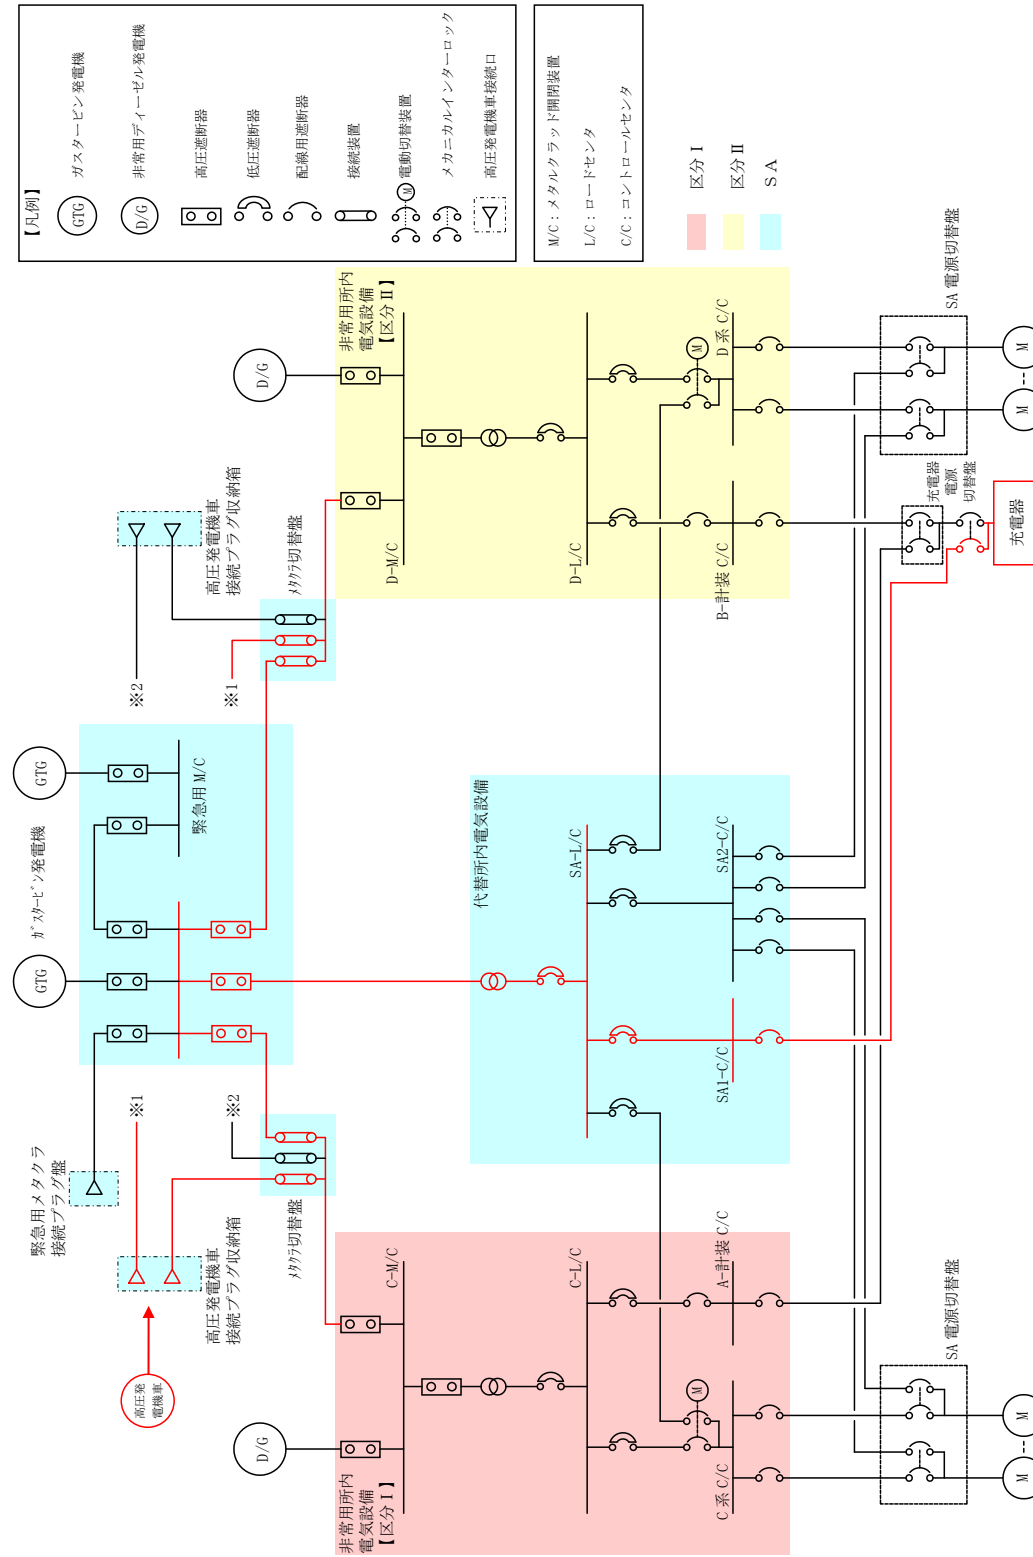 【凡例】
GTG
ガスタービン発電機
D/G
非常用ディーゼル発電機
高圧遮断器
低圧遮断器
配線用遮断器
接続装置
M
電動切替装置
メカニカルインターロック
高圧発電機車接続口
M/C：メタルクラッド開閉装置
L/C：ロードセンタ
C/C：コントロールセンタ
区分Ⅰ
区分Ⅱ
SA
緊急用メタクラ
接続プラグ盤
GTG
ｶﾞｽﾀｰﾋﾞﾝ発電機
GTG
緊急用 M/C
高圧発
電機車
高圧発電機車
接続プラグ収納箱
※1
※2
ﾒﾀｸﾗ切替盤
※2
※1
高圧発電機車
接続プラグ収納箱
ﾒﾀｸﾗ切替盤
D/G
非常用所内
電気設備
【区分Ⅰ】
C-M/C
C-L/C
M
C 系 C/C
A-計装 C/C
代替所内電気設備
SA-L/C
SA1-C/C
SA2-C/C
D/G
非常用所内
電気設備
【区分Ⅱ】
D-M/C
D-L/C
M
B-計装 C/C
D 系 C/C
SA 電源切替盤
M
M
充電器
電源
切替盤
充電器
SA 電源切替盤
M
M